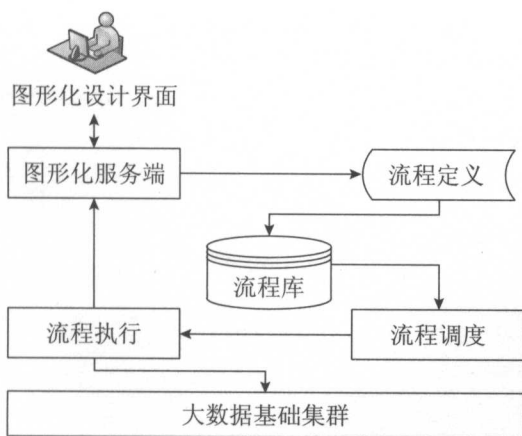 图形化设计界面
图形化服务端
流程定义
流程库
流程执行
流程调度
大数据基础集群